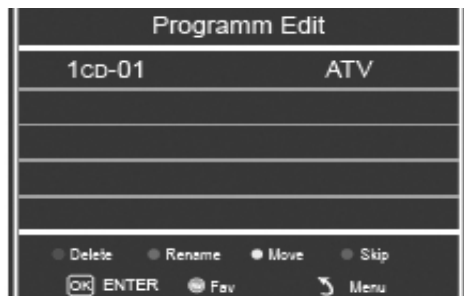 Programm Edit
1CD-01 ATV
Delete Rename Move Skip
OK ENTER Fav Menu